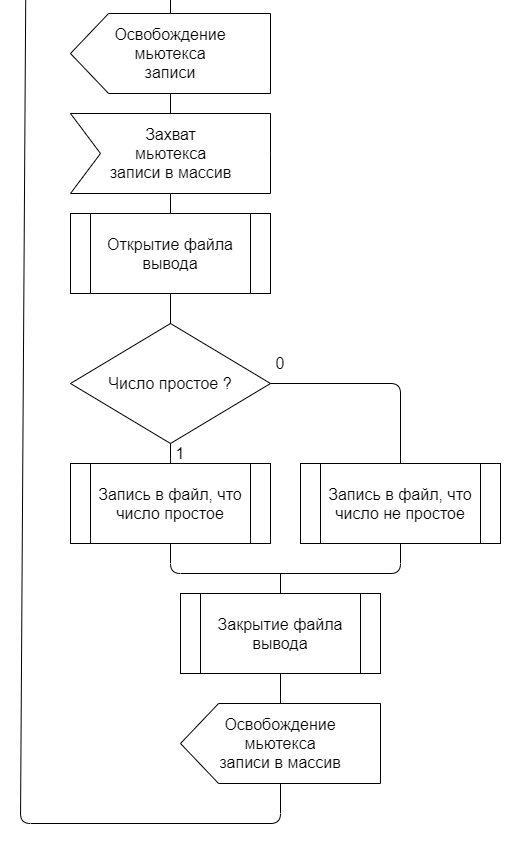 Освобождение
мьютекса
записи
Захват
мьютекса
записи в массив
Открытие файла
вывода
Число простое ?
0
1
Запись в файл, что
число простое
Запись в файл, что
число не простое
Закрытие файла
вывода
Освобождение
мьютекса
записи в массив